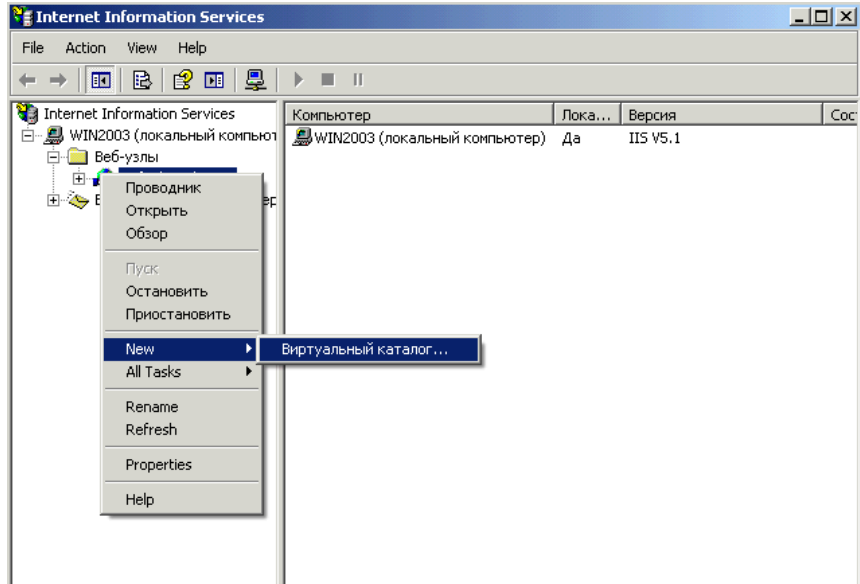 Internet Information Services
File Action View Help
Internet Information Services
WIN2003 (локальный компьют
Веб-узлы
Компьютер Лока... Версия Сос
WIN2003 (локальный компьютер) Да IIS V5.1
Проводник
Открыть
Обзор
Пуск
Остановить
Приостановить
New
Виртуальный каталог...
All Tasks
Rename
Refresh
Properties
Help